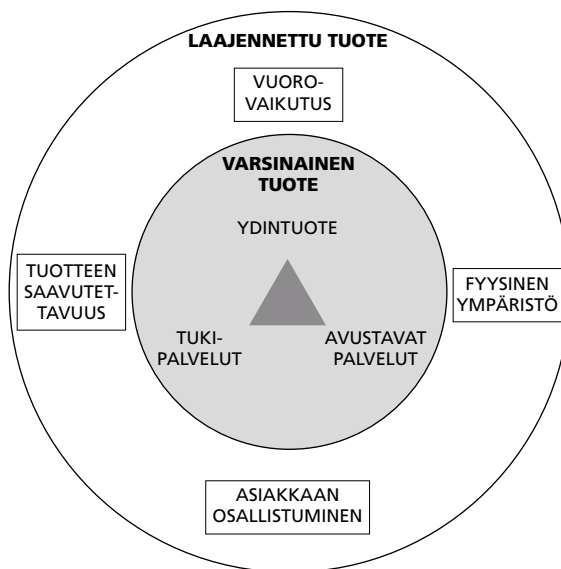 LAAJENNETTU TUOTE
VUORO-
VAIKUTUS
VARSINAINEN
TUOTE
YDINTUOTE
TUOTTEEN
SAAVUTET-
TAVUUS
FYYSINEN
YMPÄRISTÖ
TUKI-
PALVELUT
AVUSTAVAT
PALVELUT
ASIAKKAAN
OSALLISTUMINEN